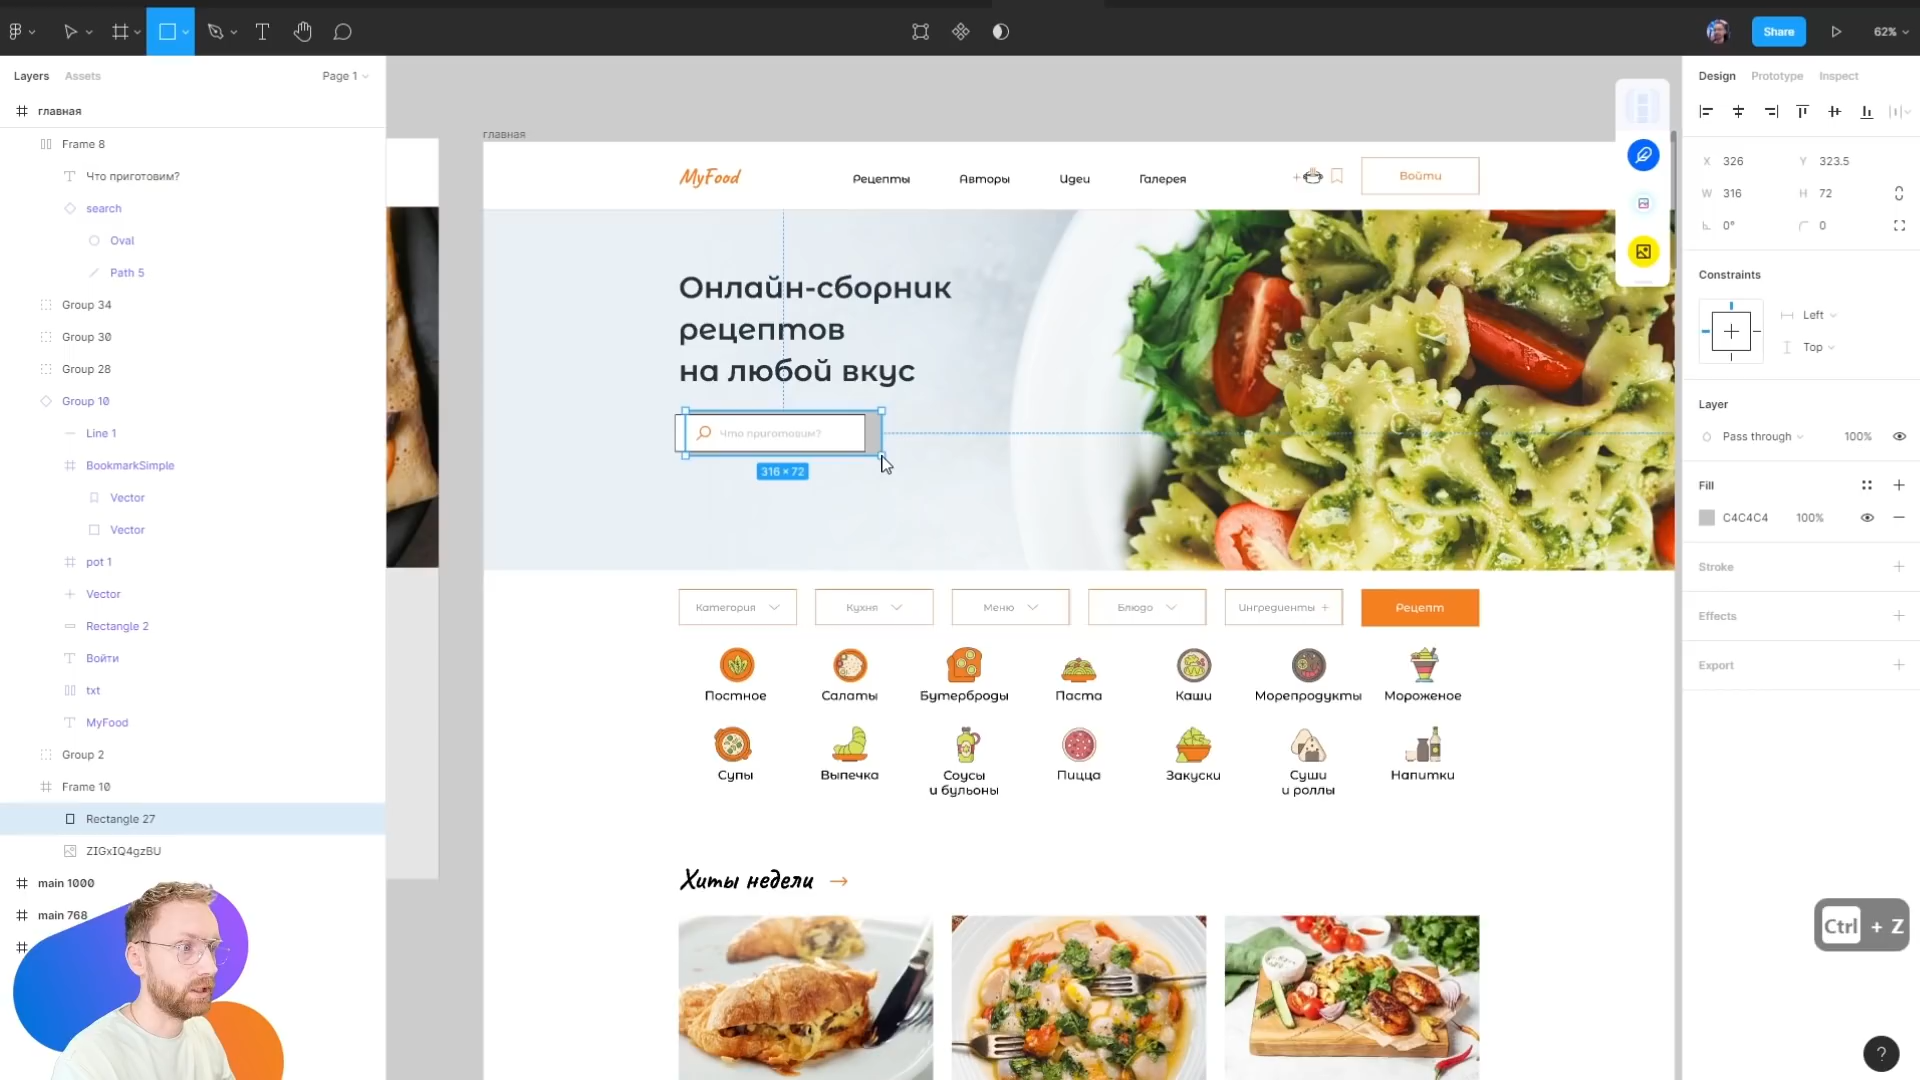 Share
62%
Layers
Assets
Page 1
Design
Prototype
Inspect
главная
Frame 8
Что приготовим?
search
Oval
Path 5
Group 34
Group 30
Group 28
Group 10
Line 1
BookmarkSimple
Vector
Vector
pot 1
Vector
Rectangle 2
Войти
txt
MyFood
Group 2
Frame 10
Rectangle 27
ZIGxIQ4gzBU
main 1000
main 768
главная
MyFood
Рецепты
Авторы
Идеи
Галерея
Войти
Онлайн-сборник
рецептов
на любой вкус
Что приготовим?
316 × 72
Категория
Кухня
Меню
Блюдо
Ингредиенты +
Рецепт
Постное
Салаты
Бутерброды
Паста
Каши
Морепродукты
Мороженое
Супы
Выпечка
Соусы
и бульоны
Пицца
Закуски
Суши
и роллы
Напитки
Хиты недели →
X 326
Y 323.5
W 316
H 72
0°
0
Constraints
Left
Top
Layer
Pass through
100%
Fill
C4C4C4
100%
Stroke
Effects
Export
Ctrl + Z
?